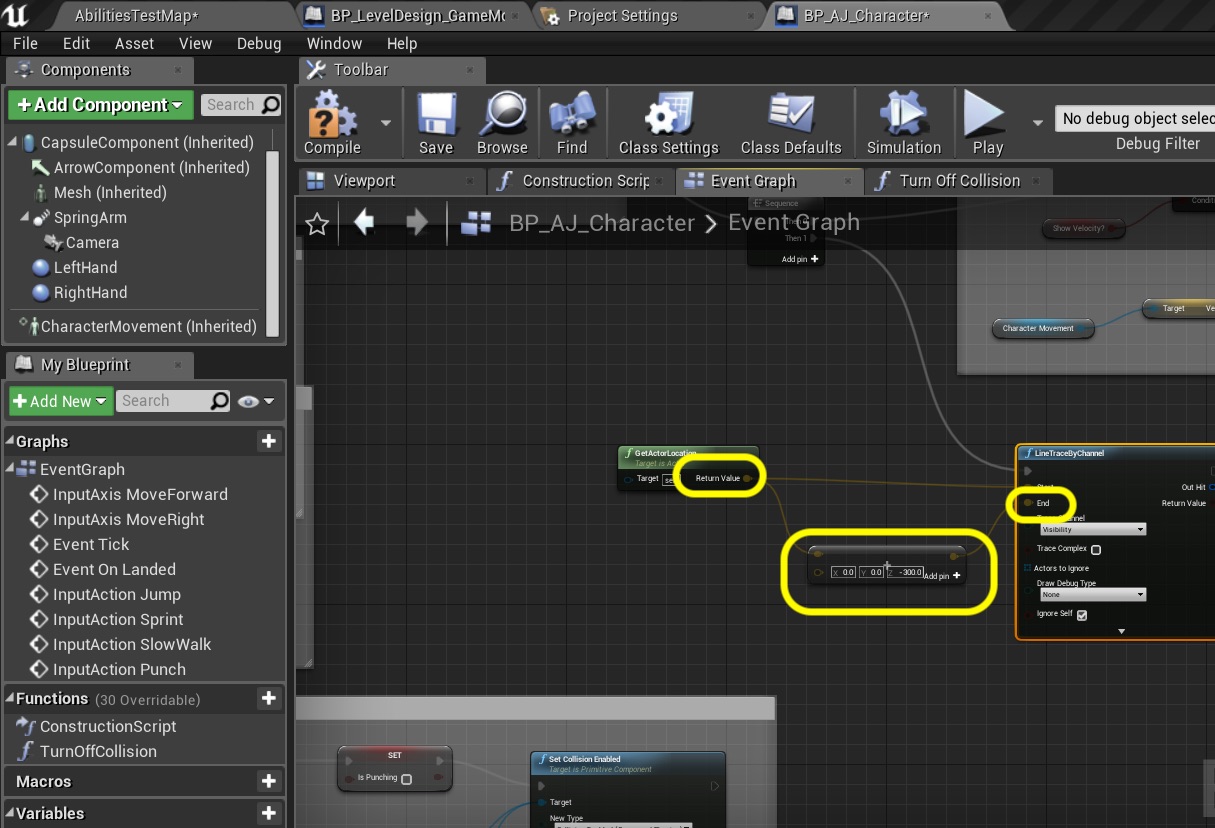 AbilitiesTestMap*
BP_LevelDesign_GameMo
Project Settings
BP_AJ_Character*
File Edit Asset View Debug Window Help
Components
Toolbar
+Add Component
Search
Compile
Save
Browse
Find
Class Settings
Class Defaults
Simulation
Play
No debug object selec
Debug Filter
CapsuleComponent (Inherited)
ArrowComponent (Inherited)
Mesh (Inherited)
SpringArm
Camera
LeftHand
RightHand
CharacterMovement (Inherited)
Viewport
Construction Scrip
Event Graph
Turn Off Collision
BP_AJ_Character > Event Graph
Sequence
Then 1
Add pin +
Show Velocity?
Conditi
Target Ve
Character Movement
My Blueprint
+Add New
Search
Graphs
EventGraph
InputAxis MoveForward
InputAxis MoveRight
Event Tick
Event On Landed
InputAction Jump
InputAction Sprint
InputAction SlowWalk
InputAction Punch
Functions (30 Overridable)
ConstructionScript
TurnOffCollision
Macros
Variables
GetActorLocation
Target is Ac
Target se
Return Value
X 0.0 Y 0.0 Z -300.0
Add pin +
LineTraceByChannel
Start
Out Hit
End
Return Value
Visibility
Trace Complex
Actors to Ignore
Draw Debug Type
None
Ignore Self
SET
Is Punching
Set Collision Enabled
Target is Primitive Component
Target
New Type